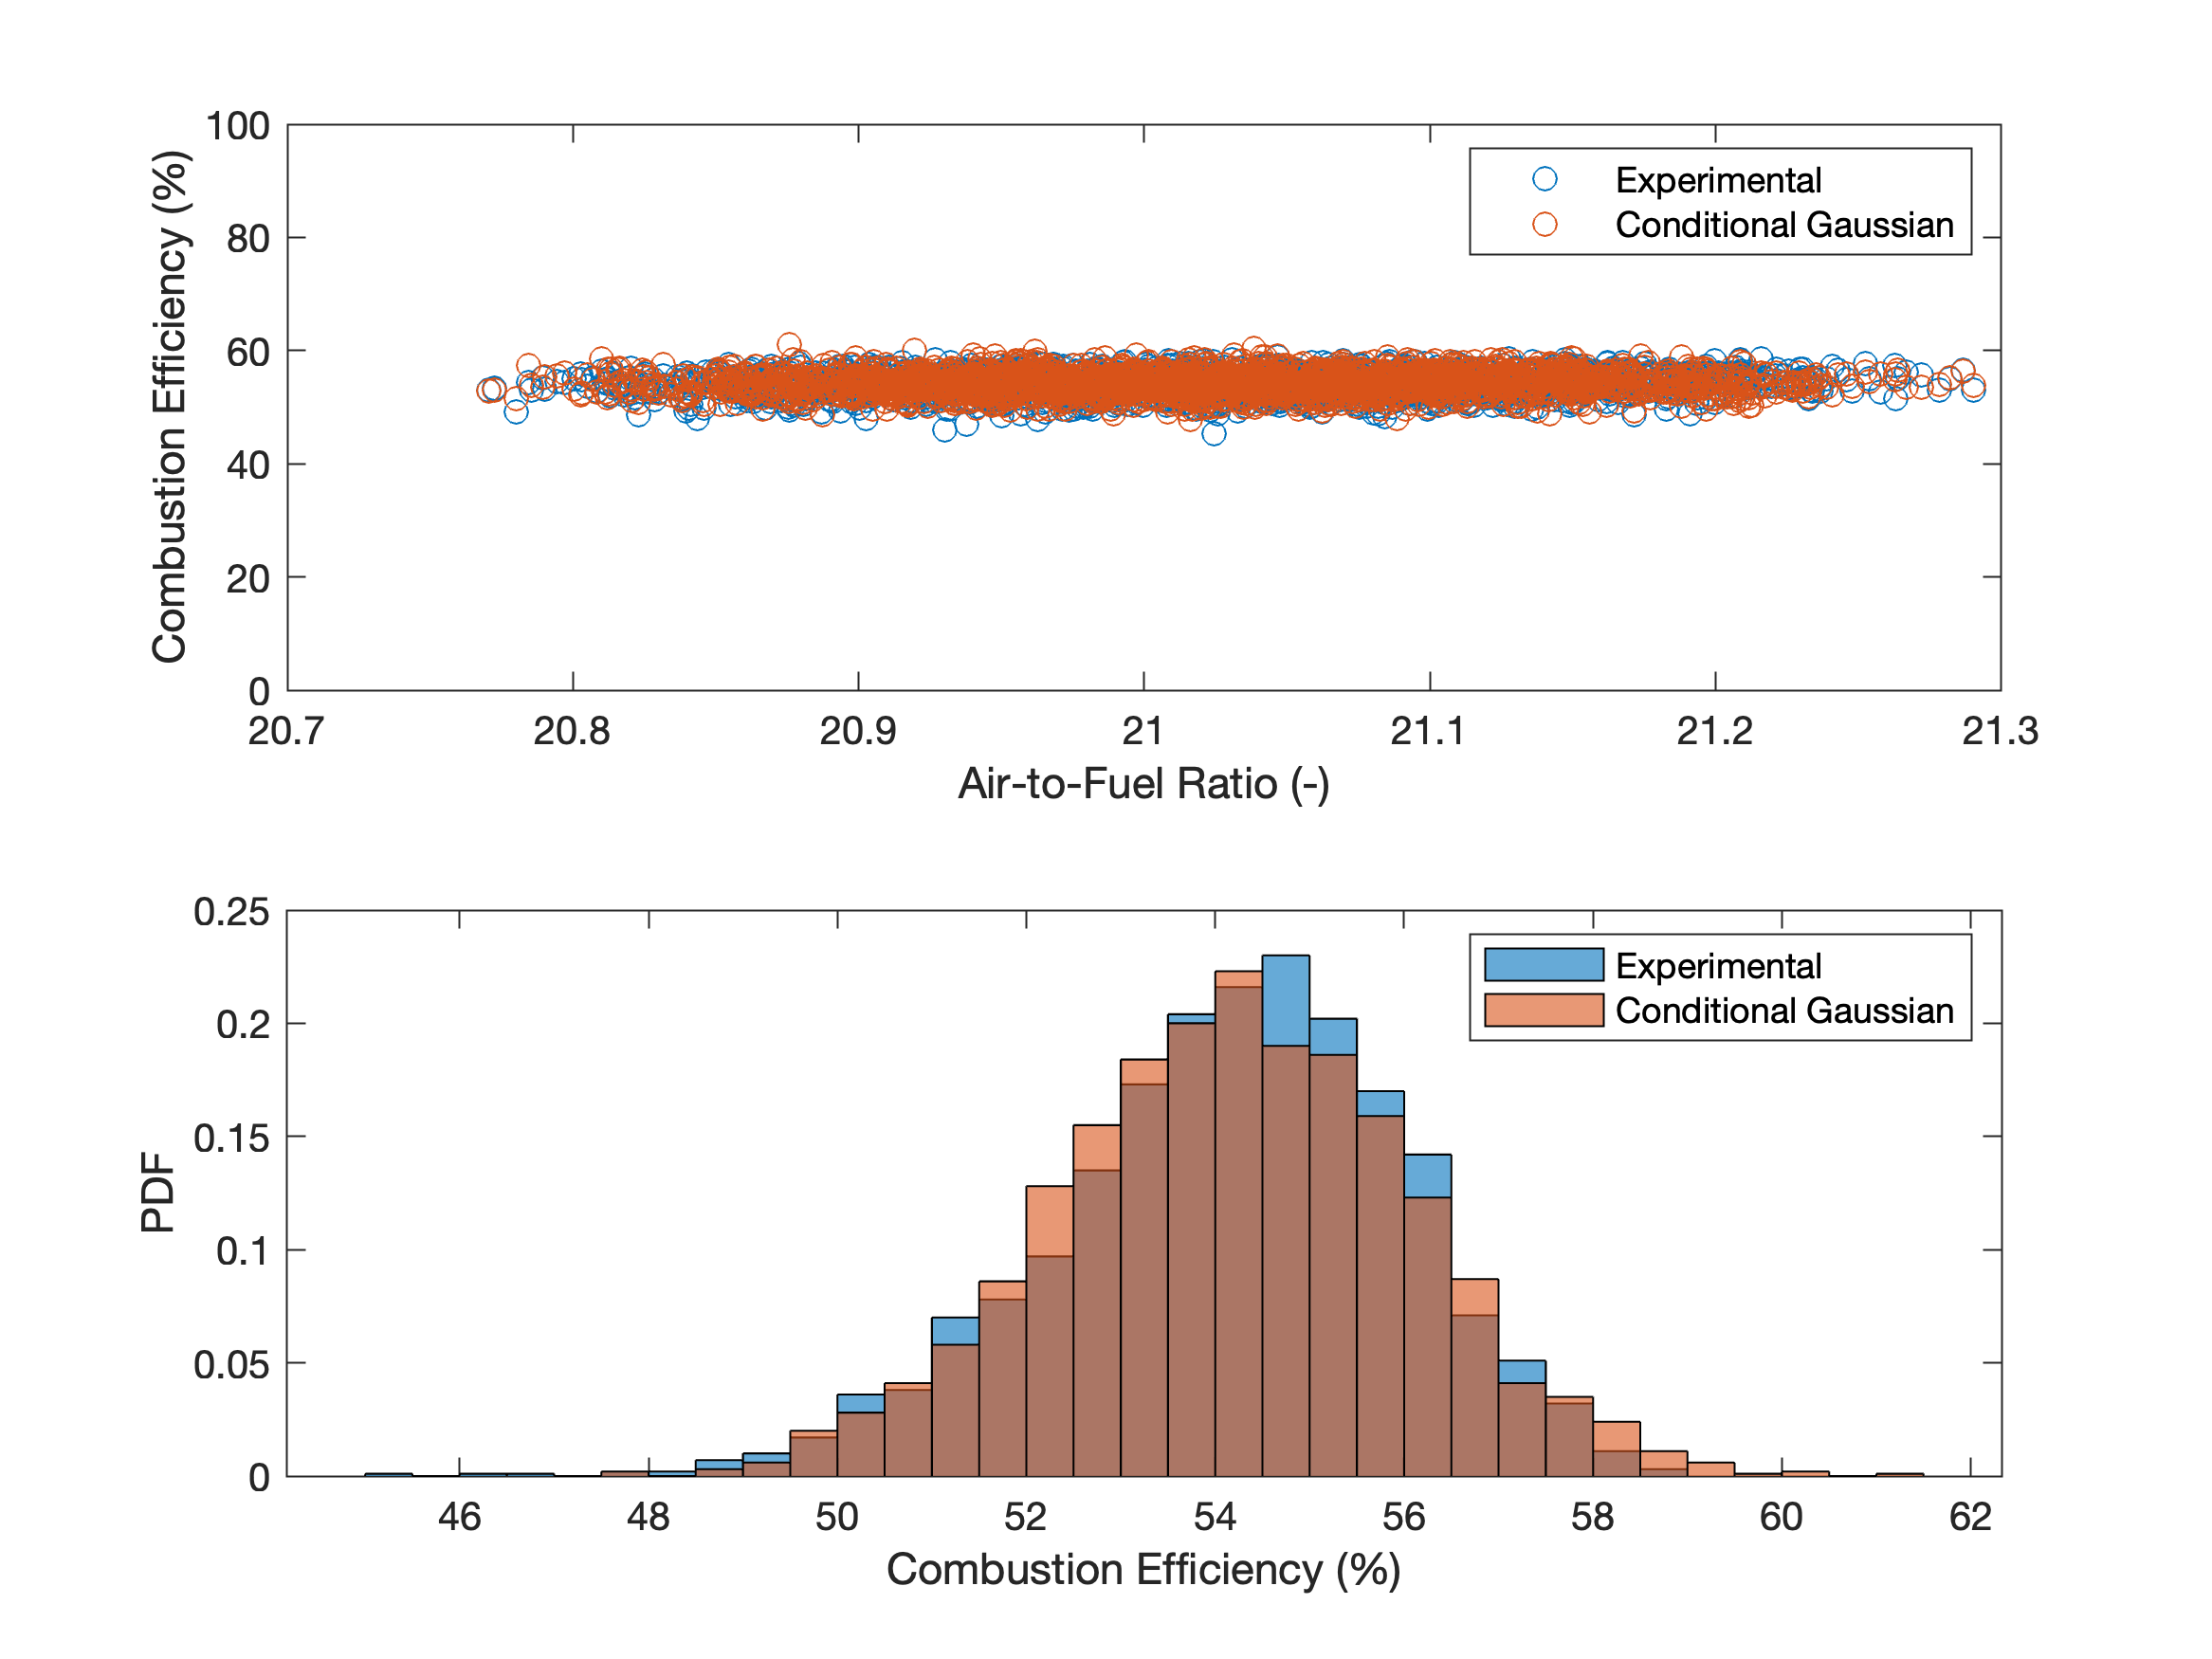 100
80
60
40
20
0
Combustion Efficiency (%)
Experimental
Conditional Gaussian
20.7 20.8 20.9 21 21.1 21.2 21.3
Air-to-Fuel Ratio (-)
0.25
0.2
0.15
0.1
0.05
0
PDF
Experimental
Conditional Gaussian
46 48 50 52 54 56 58 60 62
Combustion Efficiency (%)